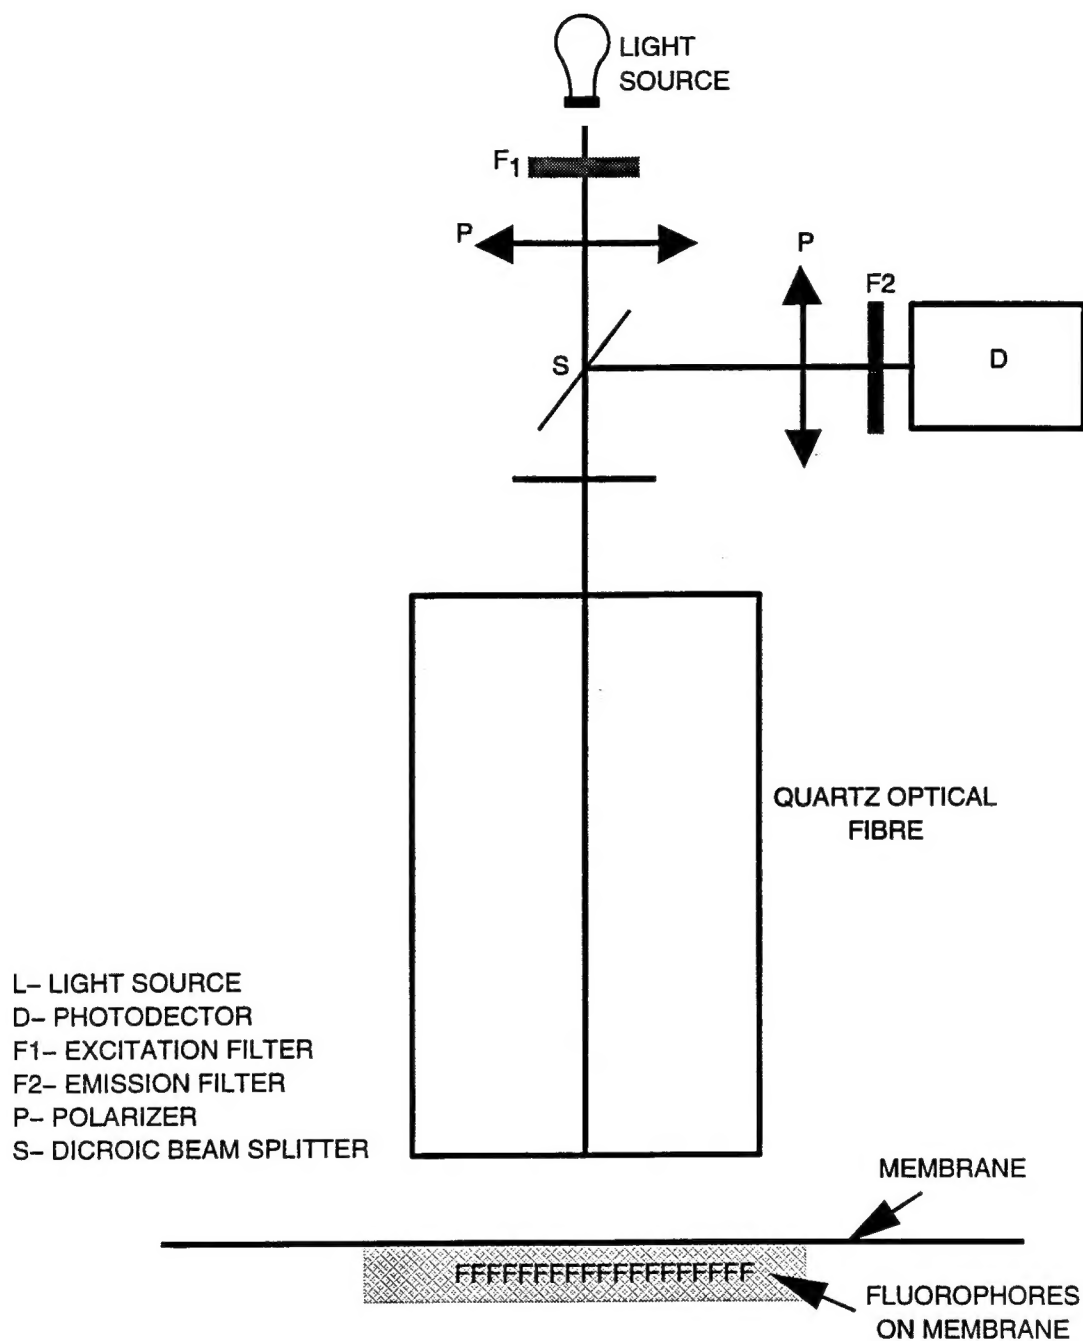 LIGHT
SOURCE
F1
P
P
F2
S
D
QUARTZ OPTICAL
FIBRE
L– LIGHT SOURCE
D– PHOTODECTOR
F1– EXCITATION FILTER
F2– EMISSION FILTER
P– POLARIZER
S– DICROIC BEAM SPLITTER
MEMBRANE
FFFFFFFFFFFFFFFFFFF
FLUOROPHORES
ON MEMBRANE